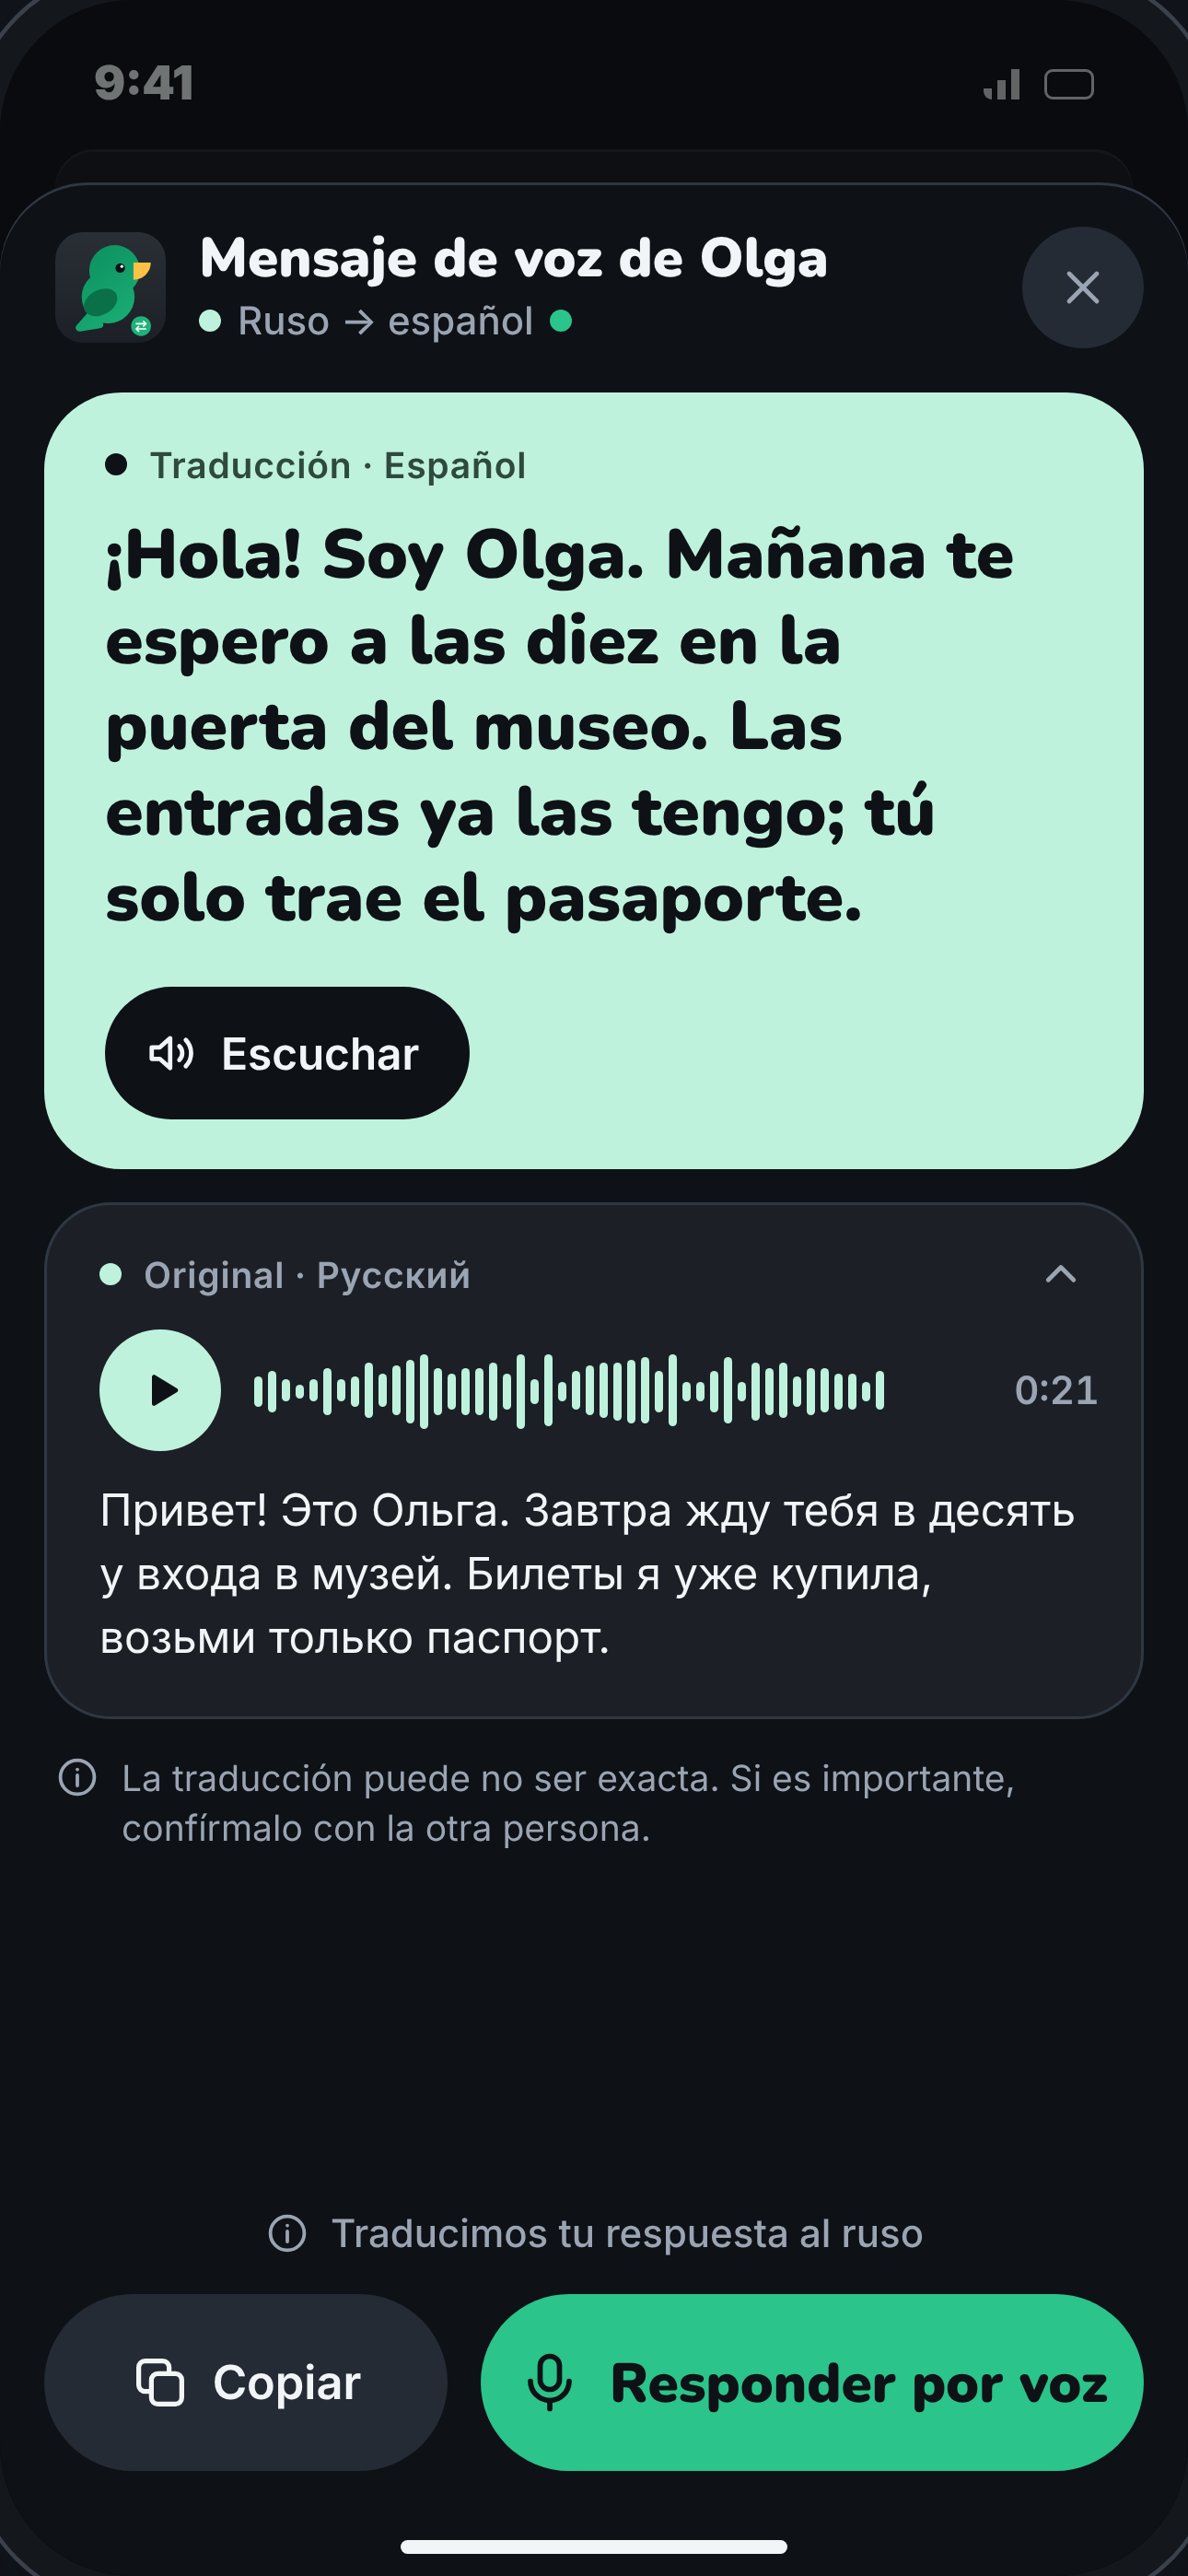 9:41
Mensaje de voz de Olga
Ruso → español
Traducción · Español
¡Hola! Soy Olga. Mañana te
espero a las diez en la
puerta del museo. Las
entradas ya las tengo; tú
solo trae el pasaporte.
Escuchar
Original · Русский
0:21
Привет! Это Ольга. Завтра жду тебя в десять
у входа в музей. Билеты я уже купила,
возьми только паспорт.
La traducción puede no ser exacta. Si es importante,
confírmalo con la otra persona.
Traducimos tu respuesta al ruso
Copiar
Responder por voz